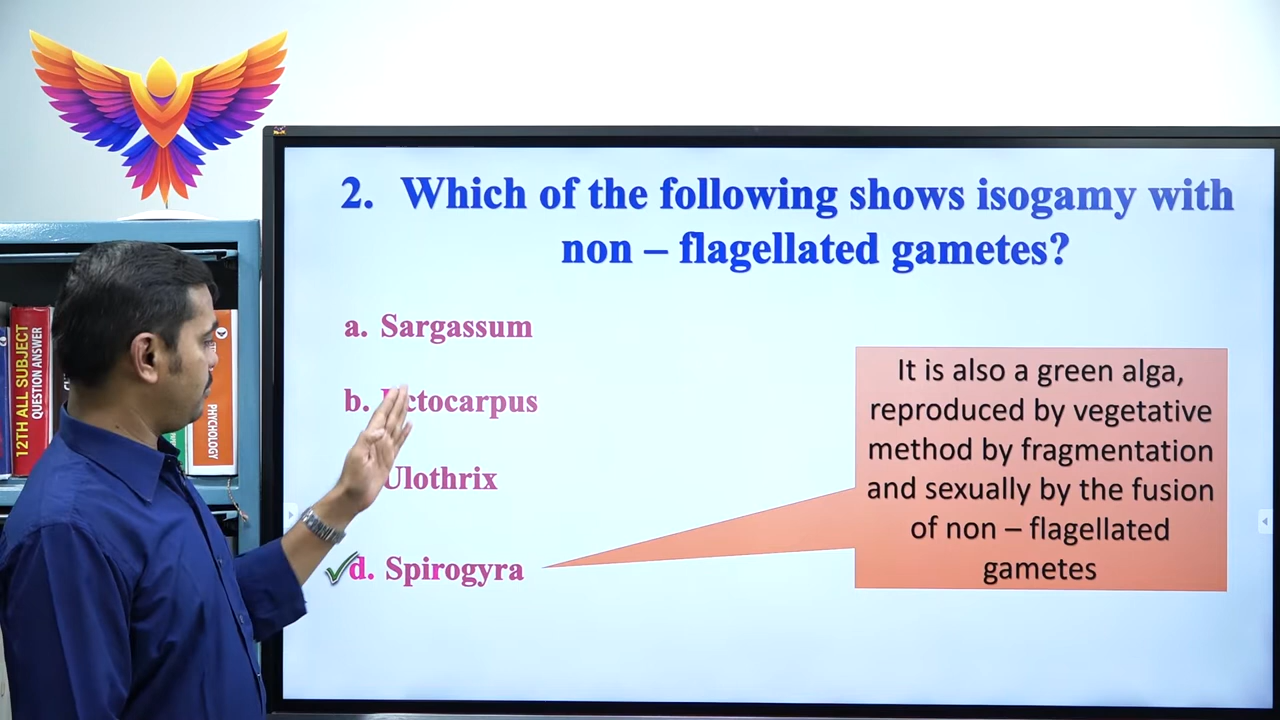 2. Which of the following shows isogamy with
non – flagellated gametes?
a. Sargassum
b. Ectocarpus
Ulothrix
d. Spirogyra
It is also a green alga,
reproduced by vegetative
method by fragmentation
and sexually by the fusion
of non – flagellated
gametes
12TH ALL SUBJECT
QUESTION ANSWER
PHYCHOLOGY